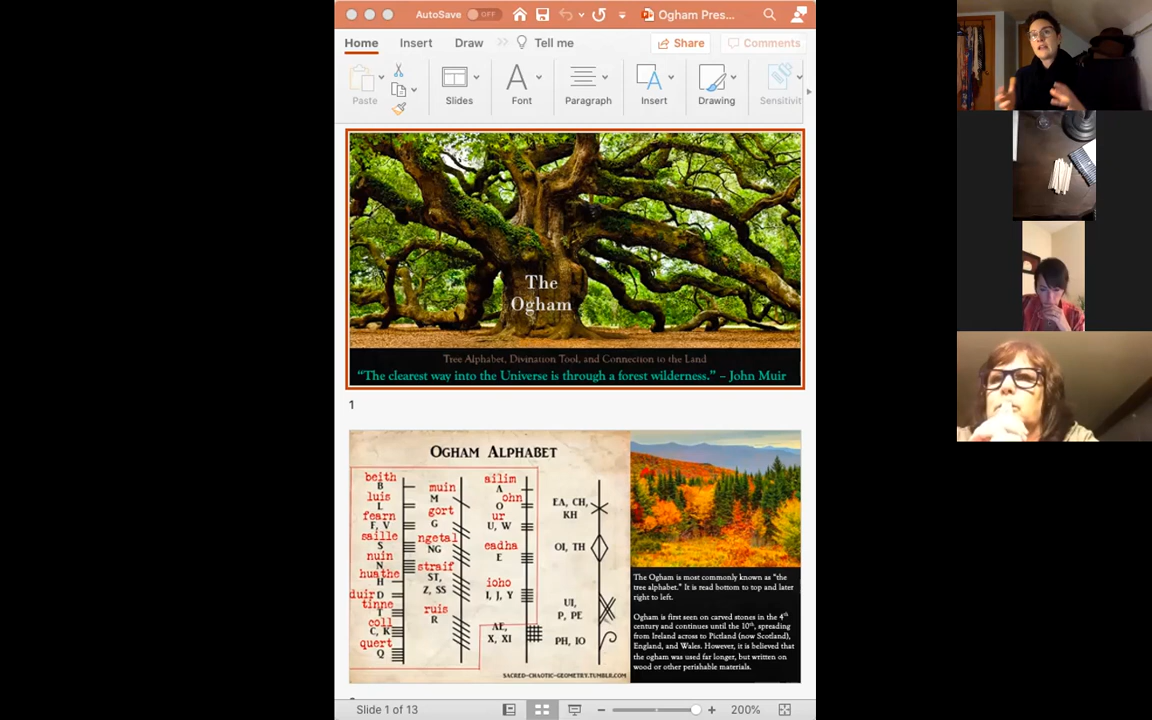 AutoSave OFF Ogham Pres...
Home Insert Draw Tell me Share Comments
Paste Slides Font Paragraph Insert Drawing Sensitivit
The
Ogham
Tree Alphabet, Divination Tool, and Connection to the Land
"The clearest way into the Universe is through a forest wilderness." – John Muir
1
Ogham Alphabet
beith
B
luis
L
fearn
F, V
saille
S
nuin
N
huathe
H
duir D
tinne
T
coll
C, K
quert
Q
muin
M
gort
G
ngetal
NG
straif
ST,
Z, SS
ruis
R
ailim
A
ohn
O
ur
U, W
eadha
E
ioho
I, J, Y
AE,
X, XI
EA, CH,
KH
OI, TH
UI,
P, PE
PH, IO
sacred-chaotic-geometry.tumblr.com
The Ogham is most commonly known as "the
tree alphabet." It is read bottom to top and later
right to left.
Ogham is first seen on carved stones in the 4th
century and continues until the 10th, spreading
from Ireland across to Pictland (now Scotland),
England, and Wales. However, it is believed that
the ogham was used far longer, but written on
wood or other perishable materials.
Slide 1 of 13 200%